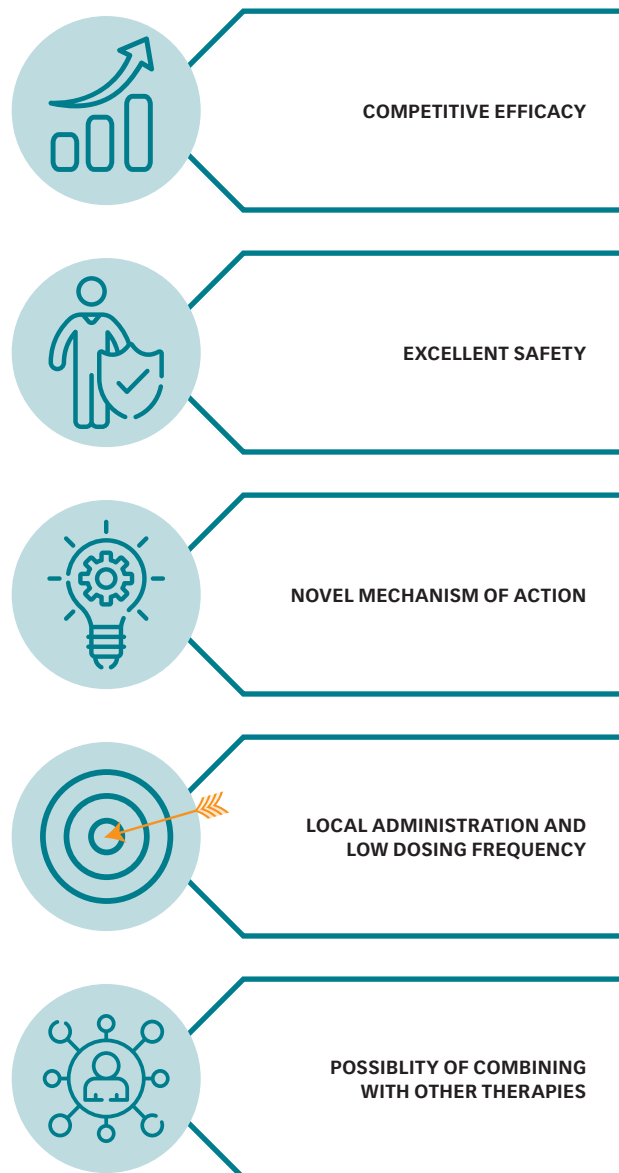 COMPETITIVE EFFICACY
EXCELLENT SAFETY
NOVEL MECHANISM OF ACTION
LOCAL ADMINISTRATION AND
LOW DOSING FREQUENCY
POSSIBLITY OF COMBINING
WITH OTHER THERAPIES